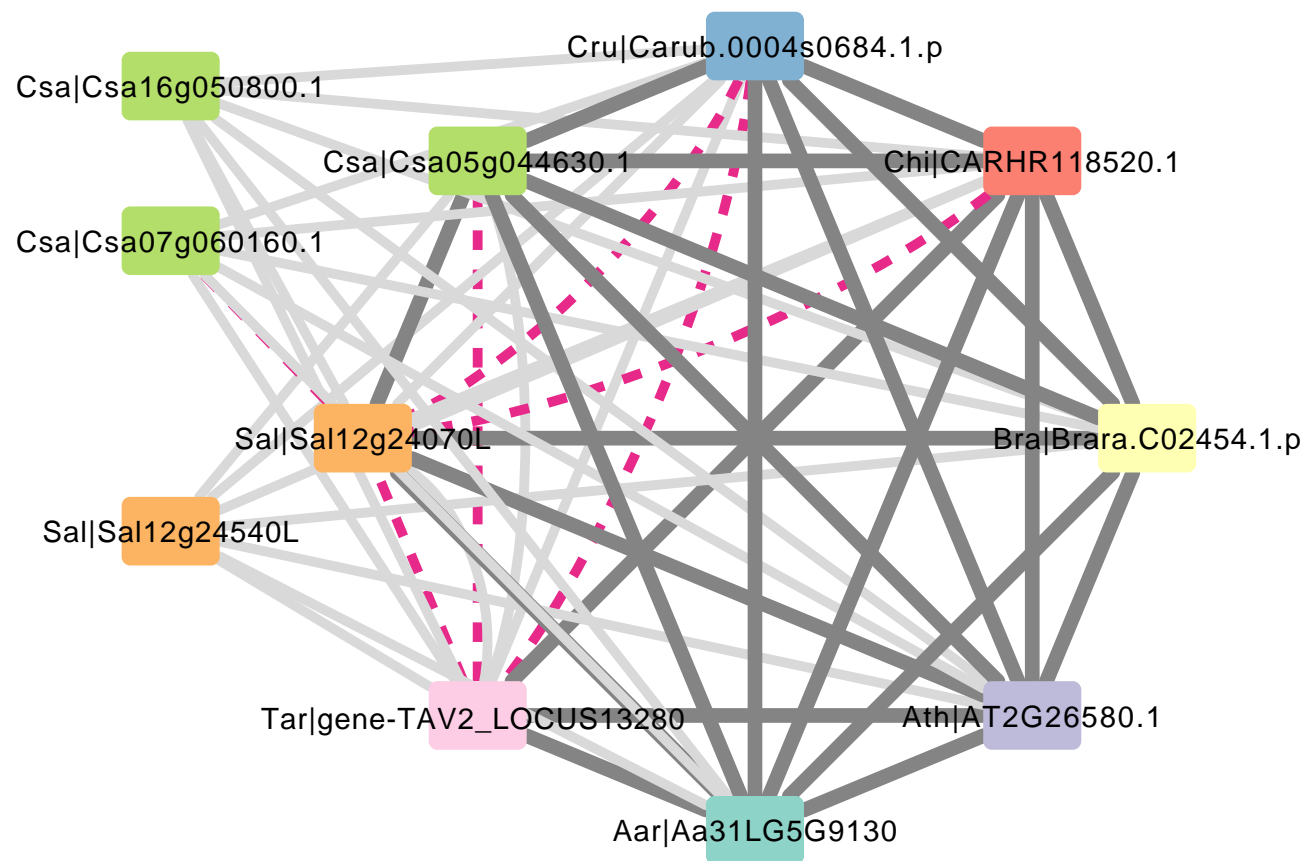 Cru|Carub.0004s0684.1.p
Csa|Csa16g050800.1
Csa|Csa05g044630.1
Chi|CARHR118520.1
Csa|Csa07g060160.1
Sal|Sal12g24070L
Bra|Brara.C02454.1.p
Sal|Sal12g24540L
Tar|gene-TAV2_LOCUS13280
Ath|AT2G26580.1
Aar|Aa31LG5G9130